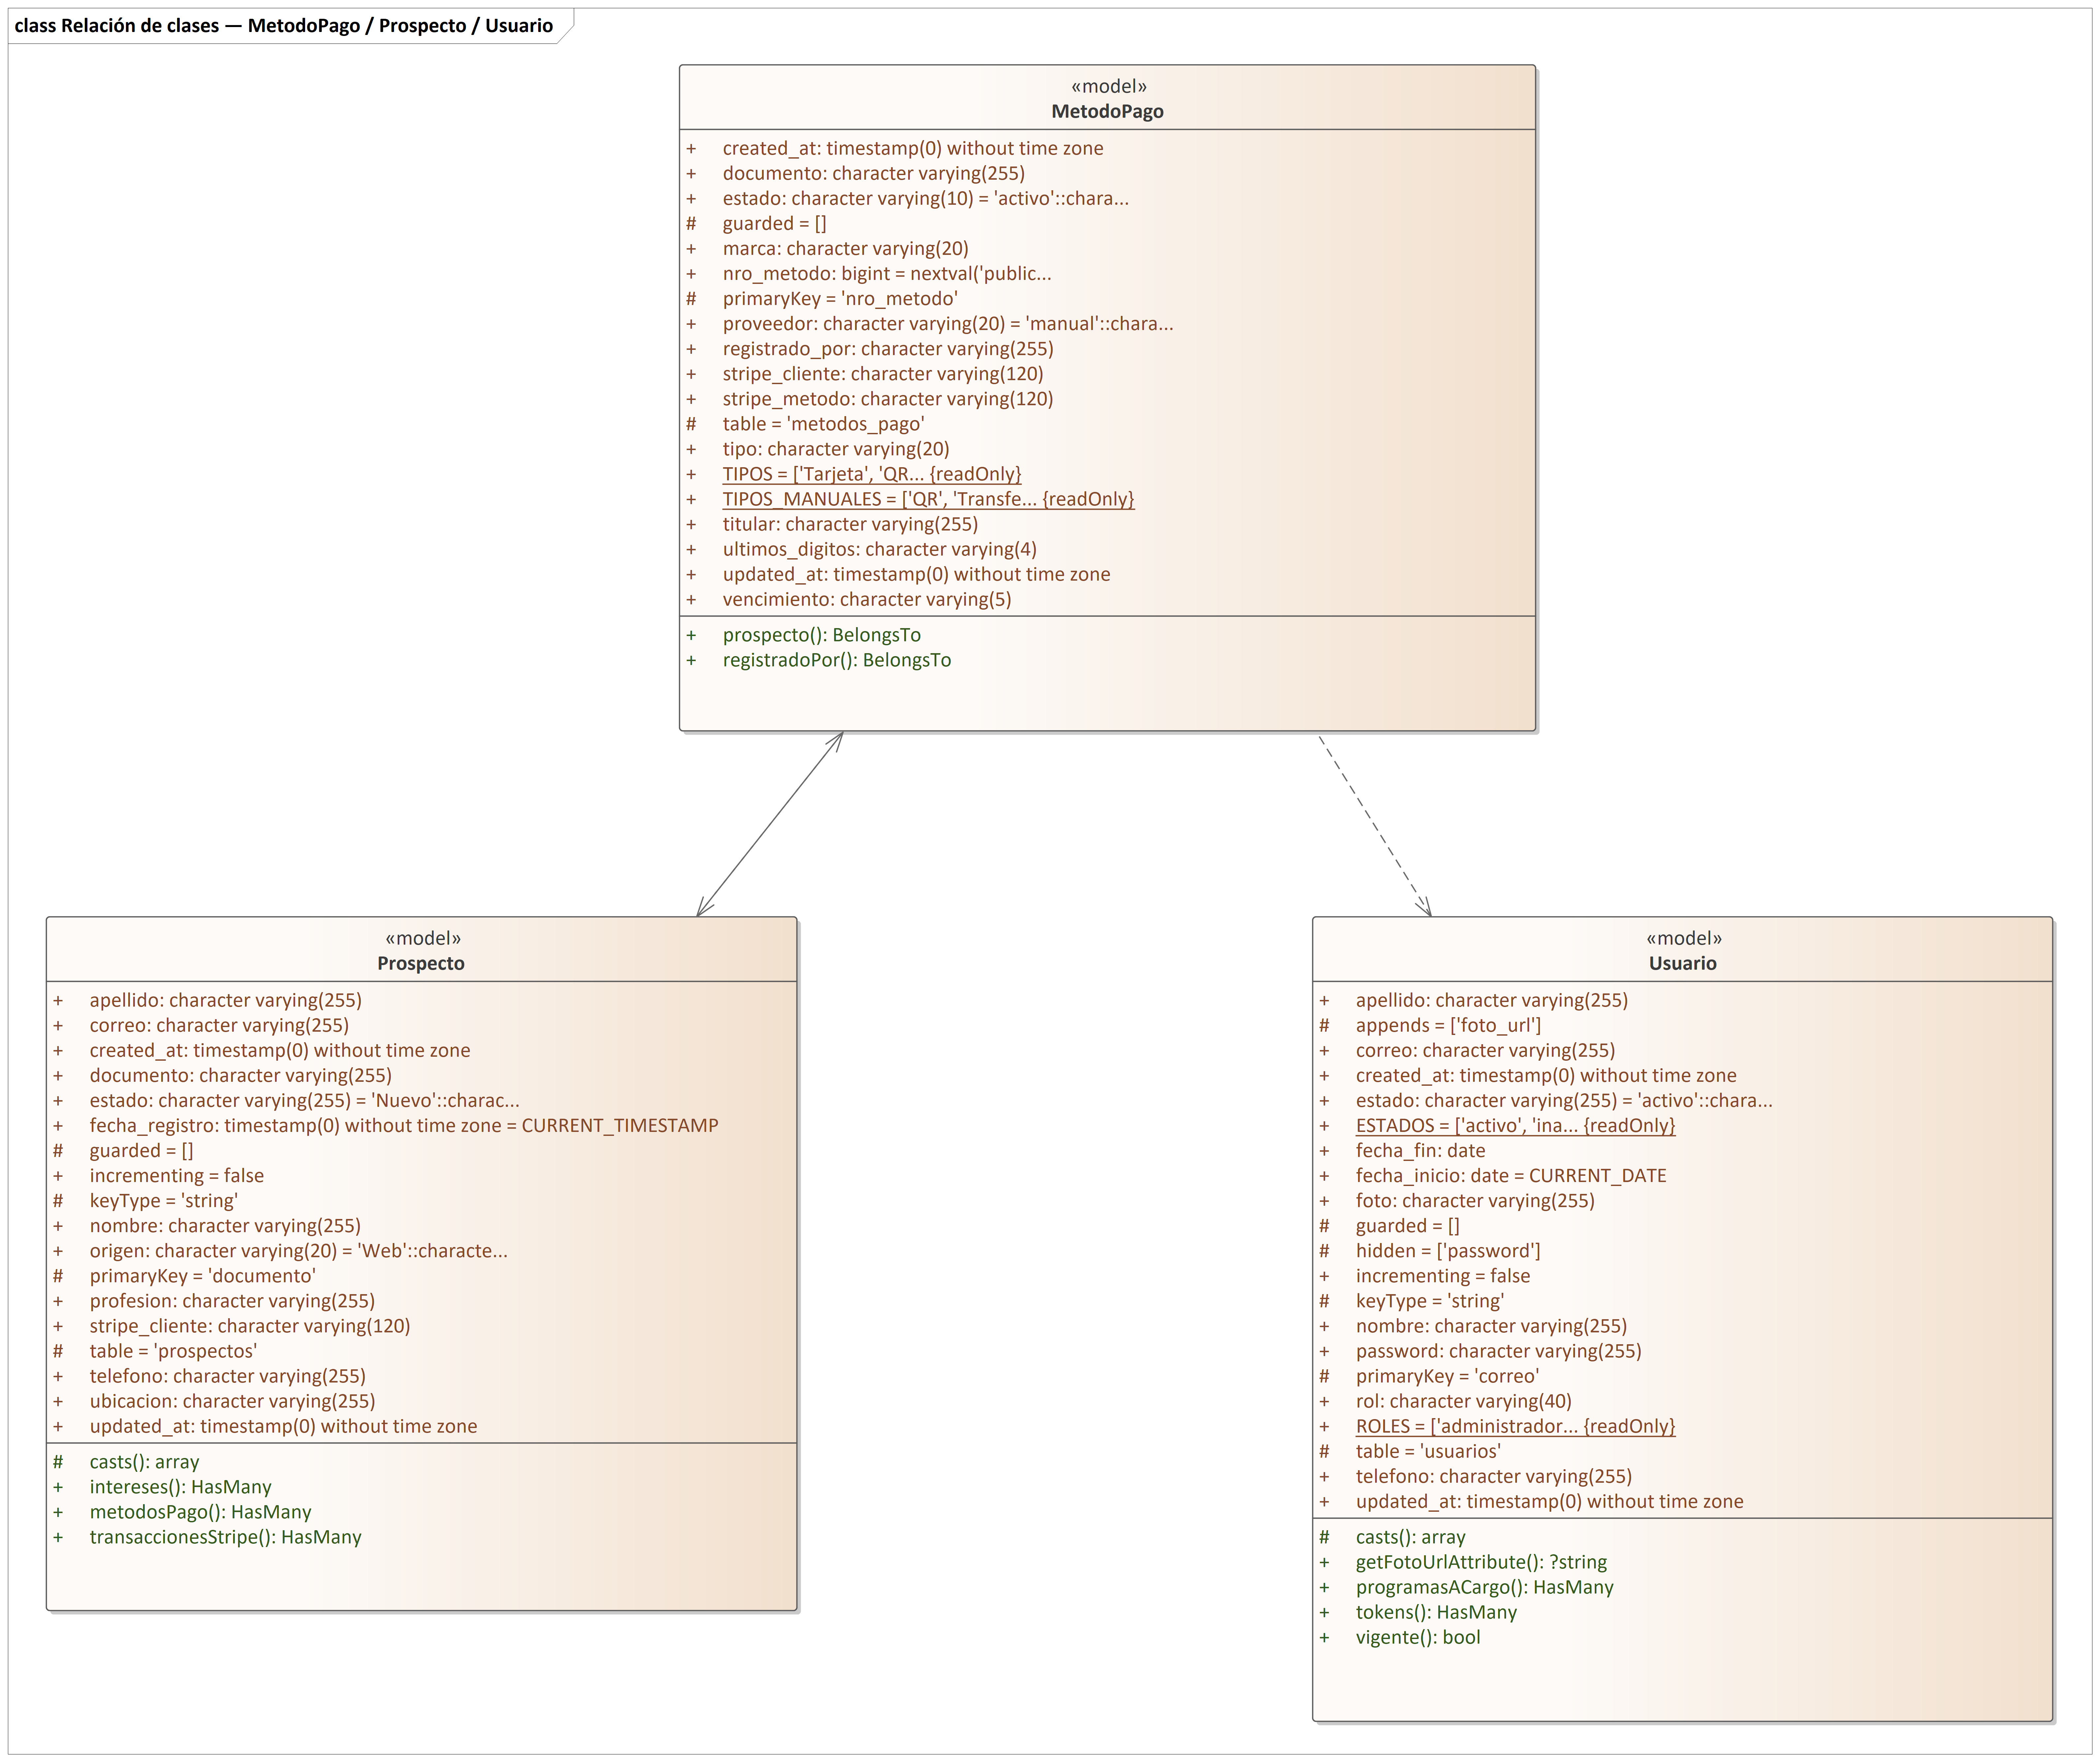 class Relación de clases — MetodoPago / Prospecto / Usuario
«model»
MetodoPago
+ created_at: timestamp(0) without time zone
+ documento: character varying(255)
+ estado: character varying(10) = 'activo'::chara...
# guarded = []
+ marca: character varying(20)
+ nro_metodo: bigint = nextval('public...
# primaryKey = 'nro_metodo'
+ proveedor: character varying(20) = 'manual'::chara...
+ registrado_por: character varying(255)
+ stripe_cliente: character varying(120)
+ stripe_metodo: character varying(120)
# table = 'metodos_pago'
+ tipo: character varying(20)
+ TIPOS = ['Tarjeta', 'QR... {readOnly}
+ TIPOS_MANUALES = ['QR', 'Transfe... {readOnly}
+ titular: character varying(255)
+ ultimos_digitos: character varying(4)
+ updated_at: timestamp(0) without time zone
+ vencimiento: character varying(5)
+ prospecto(): BelongsTo
+ registradoPor(): BelongsTo
«model»
Prospecto
+ apellido: character varying(255)
+ correo: character varying(255)
+ created_at: timestamp(0) without time zone
+ documento: character varying(255)
+ estado: character varying(255) = 'Nuevo'::charac...
+ fecha_registro: timestamp(0) without time zone = CURRENT_TIMESTAMP
# guarded = []
+ incrementing = false
# keyType = 'string'
+ nombre: character varying(255)
+ origen: character varying(20) = 'Web'::characte...
# primaryKey = 'documento'
+ profesion: character varying(255)
+ stripe_cliente: character varying(120)
# table = 'prospectos'
+ telefono: character varying(255)
+ ubicacion: character varying(255)
+ updated_at: timestamp(0) without time zone
# casts(): array
+ intereses(): HasMany
+ metodosPago(): HasMany
+ transaccionesStripe(): HasMany
«model»
Usuario
+ apellido: character varying(255)
# appends = ['foto_url']
+ correo: character varying(255)
+ created_at: timestamp(0) without time zone
+ estado: character varying(255) = 'activo'::chara...
+ ESTADOS = ['activo', 'ina... {readOnly}
+ fecha_fin: date
+ fecha_inicio: date = CURRENT_DATE
+ foto: character varying(255)
# guarded = []
# hidden = ['password']
+ incrementing = false
# keyType = 'string'
+ nombre: character varying(255)
+ password: character varying(255)
# primaryKey = 'correo'
+ rol: character varying(40)
+ ROLES = ['administrador... {readOnly}
# table = 'usuarios'
+ telefono: character varying(255)
+ updated_at: timestamp(0) without time zone
# casts(): array
+ getFotoUrlAttribute(): ?string
+ programasACargo(): HasMany
+ tokens(): HasMany
+ vigente(): bool